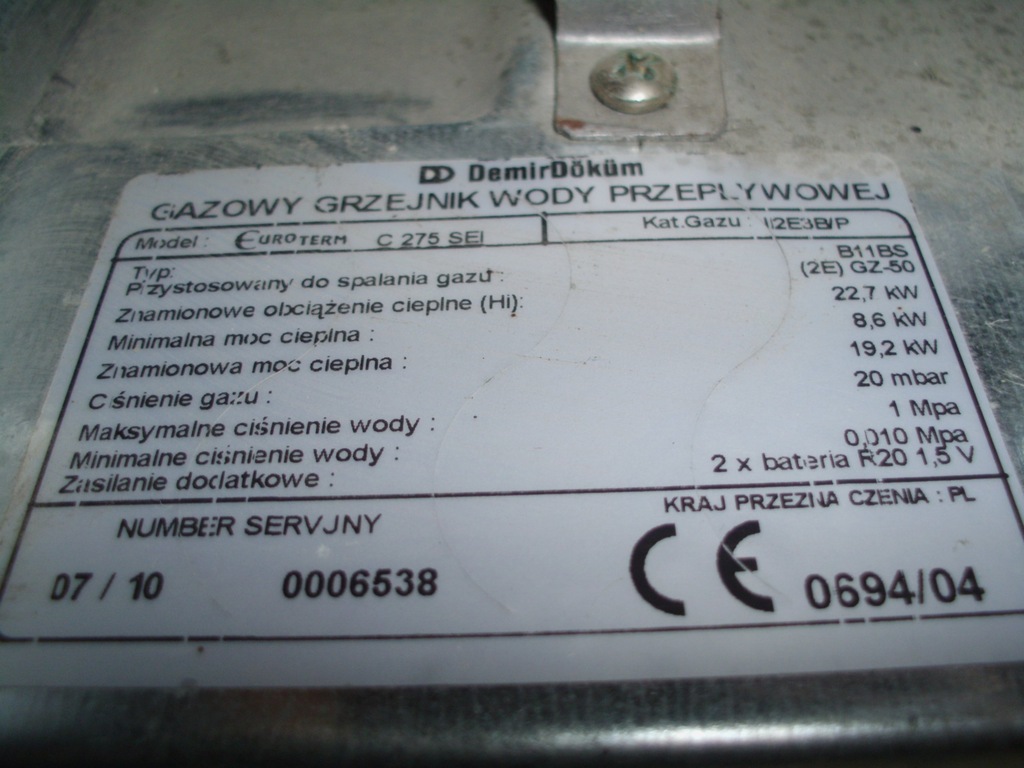 DD DemirDöküm
GAZOWY GRZEJNIK WODY PRZEPŁYWOWEJ
Model : EUROTERM C 275 SEI Kat.Gazu : II2E3B/P
Typ: B11BS
Przystosowany do spalania gazu : (2E) GZ-50
Znamionowe obciążenie cieplne (Hi): 22,7 kW
Minimalna moc cieplna : 8,6 kW
Znamionowa moc cieplna : 19,2 kW
Ciśnienie gazu : 20 mbar
Maksymalne ciśnienie wody : 1 Mpa
Minimalne ciśnienie wody : 0,010 Mpa
Zasilanie dodatkowe : 2 x bateria R20 1,5 V
NUMBER SERVJNY KRAJ PRZEZNA CZENIA : PL
07 / 10 0006538 CE 0694/04